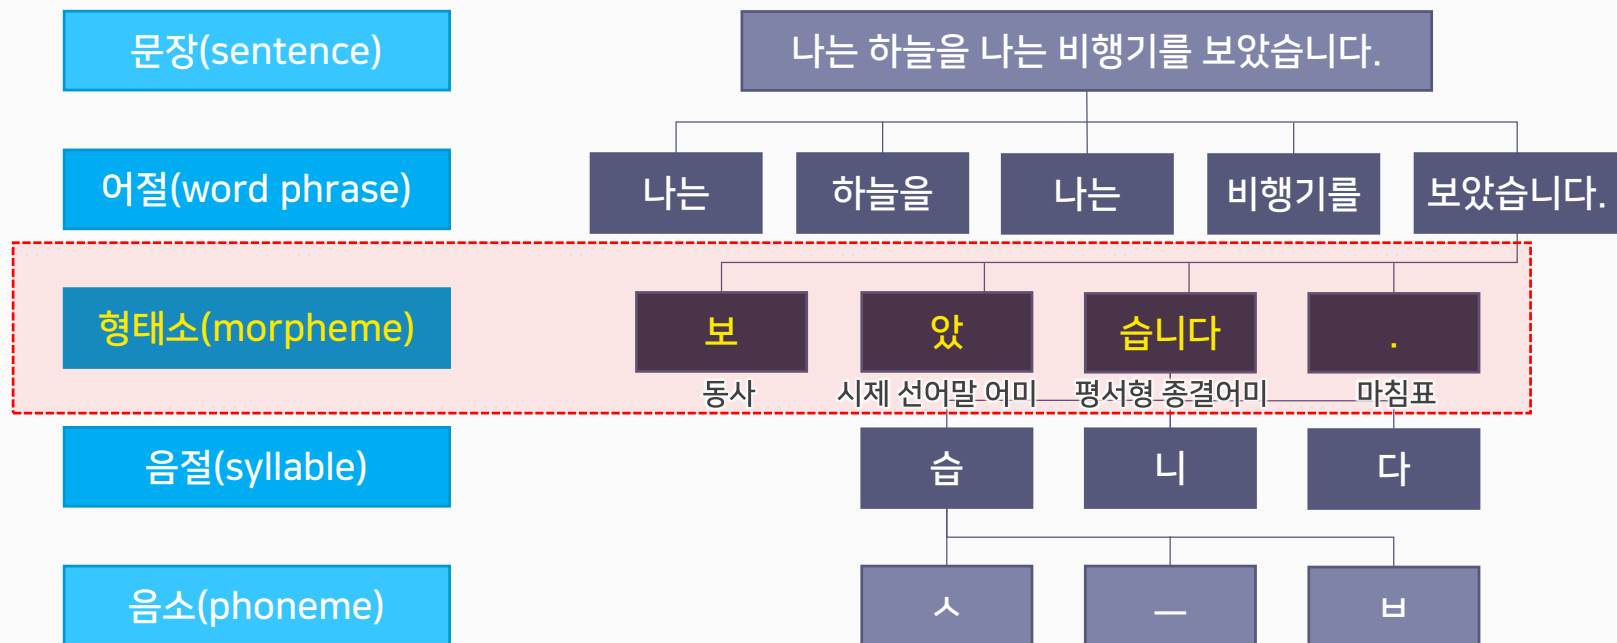 문장(sentence)
나는 하늘을 나는 비행기를 보았습니다.
어절(word phrase)
나는
하늘을
나는
비행기를
보았습니다.
형태소(morpheme)
보
았
습니다
.
동사
시제 선어말 어미
평서형 종결어미
마침표
음절(syllable)
습
니
다
음소(phoneme)
ㅅ
ㅡ
ㅂ